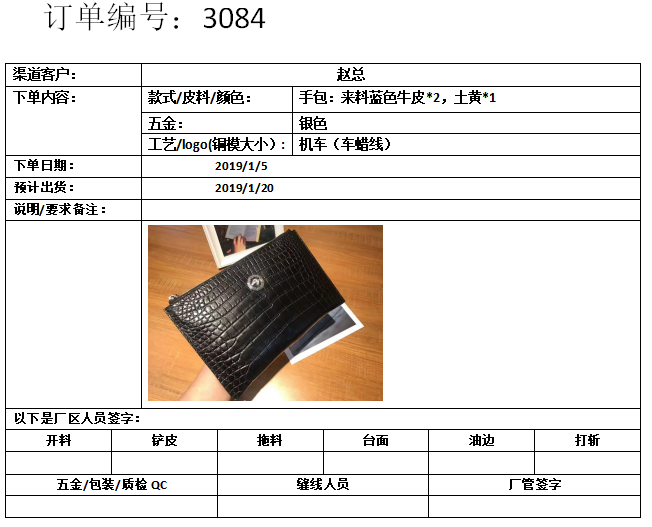 订单编号：3084
渠道客户： 赵总
下单内容： 款式/皮料/颜色： 手包：来料蓝色牛皮*2，土黄*1
五金： 银色
工艺/logo(铜模大小)： 机车（车蜡线）
下单日期： 2019/1/5
预计出货： 2019/1/20
说明/要求备注：
以下是厂区人员签字：
开料 铲皮 拖料 台面 油边 打斩
五金/包装/质检 QC 缝线人员 厂管签字